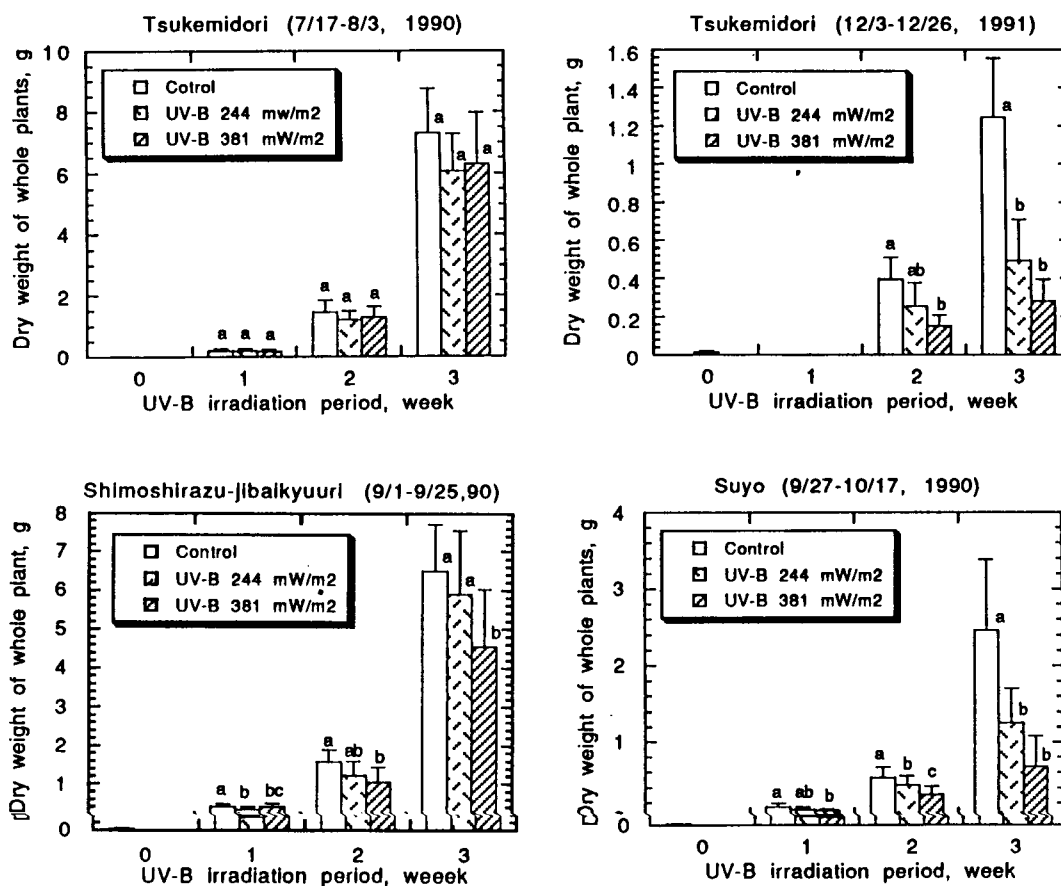 Tsukemidori (7/17-8/3, 1990)
Dry weight of whole plants, g
10
8
6
4
2
0
Cotrol
UV-B 244 mw/m2
UV-B 381 mW/m2
a a a
a a a
a a a
0 1 2 3
UV-B irradiation period, week
Tsukemidori (12/3-12/26, 1991)
Dry weight of whole plant, g
1.6
1.4
1.2
1
0.8
0.6
0.4
0.2
0
Control
UV-B 244 mW/m2
UV-B 381 mW/m2
a ab b
a b b
0 1 2 3
UV-B irradiation period, week
Shimoshirazu-jibaikyuuri (9/1-9/25,90)
Dry weight of whole plant, g
8
7
6
5
4
3
2
1
0
Control
UV-B 244 mW/m2
UV-B 381 mW/m2
a b bc
a ab b
a a b
0 1 2 3
UV-B irradiation period, weeek
Suyo (9/27-10/17, 1990)
Dry weight of whole plants, g
4
3
2
1
0
Control
UV-B 244 mW/m2
UV-B 381 mW/m2
a ab b
a b c
a b b
0 1 2 3
UV-B irradiation period, week